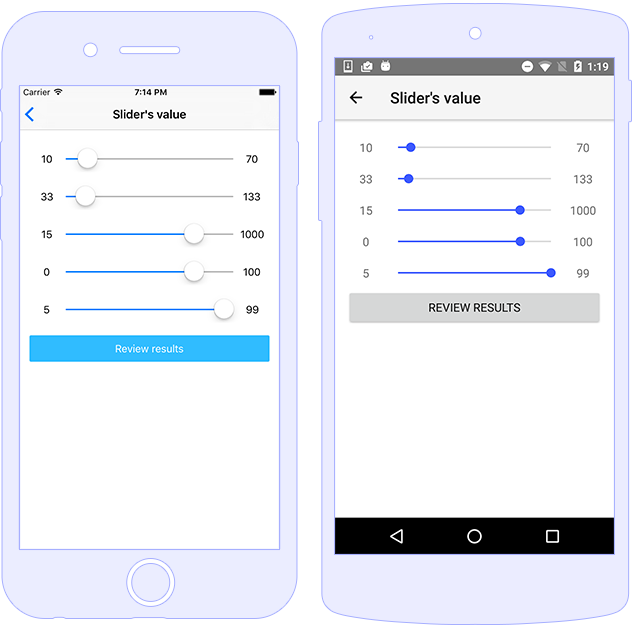 Carrier 7:14 PM
Slider's value
10 70
33 133
15 1000
0 100
5 99
Review results
1:19
Slider's value
10 70
33 133
15 1000
0 100
5 99
REVIEW RESULTS